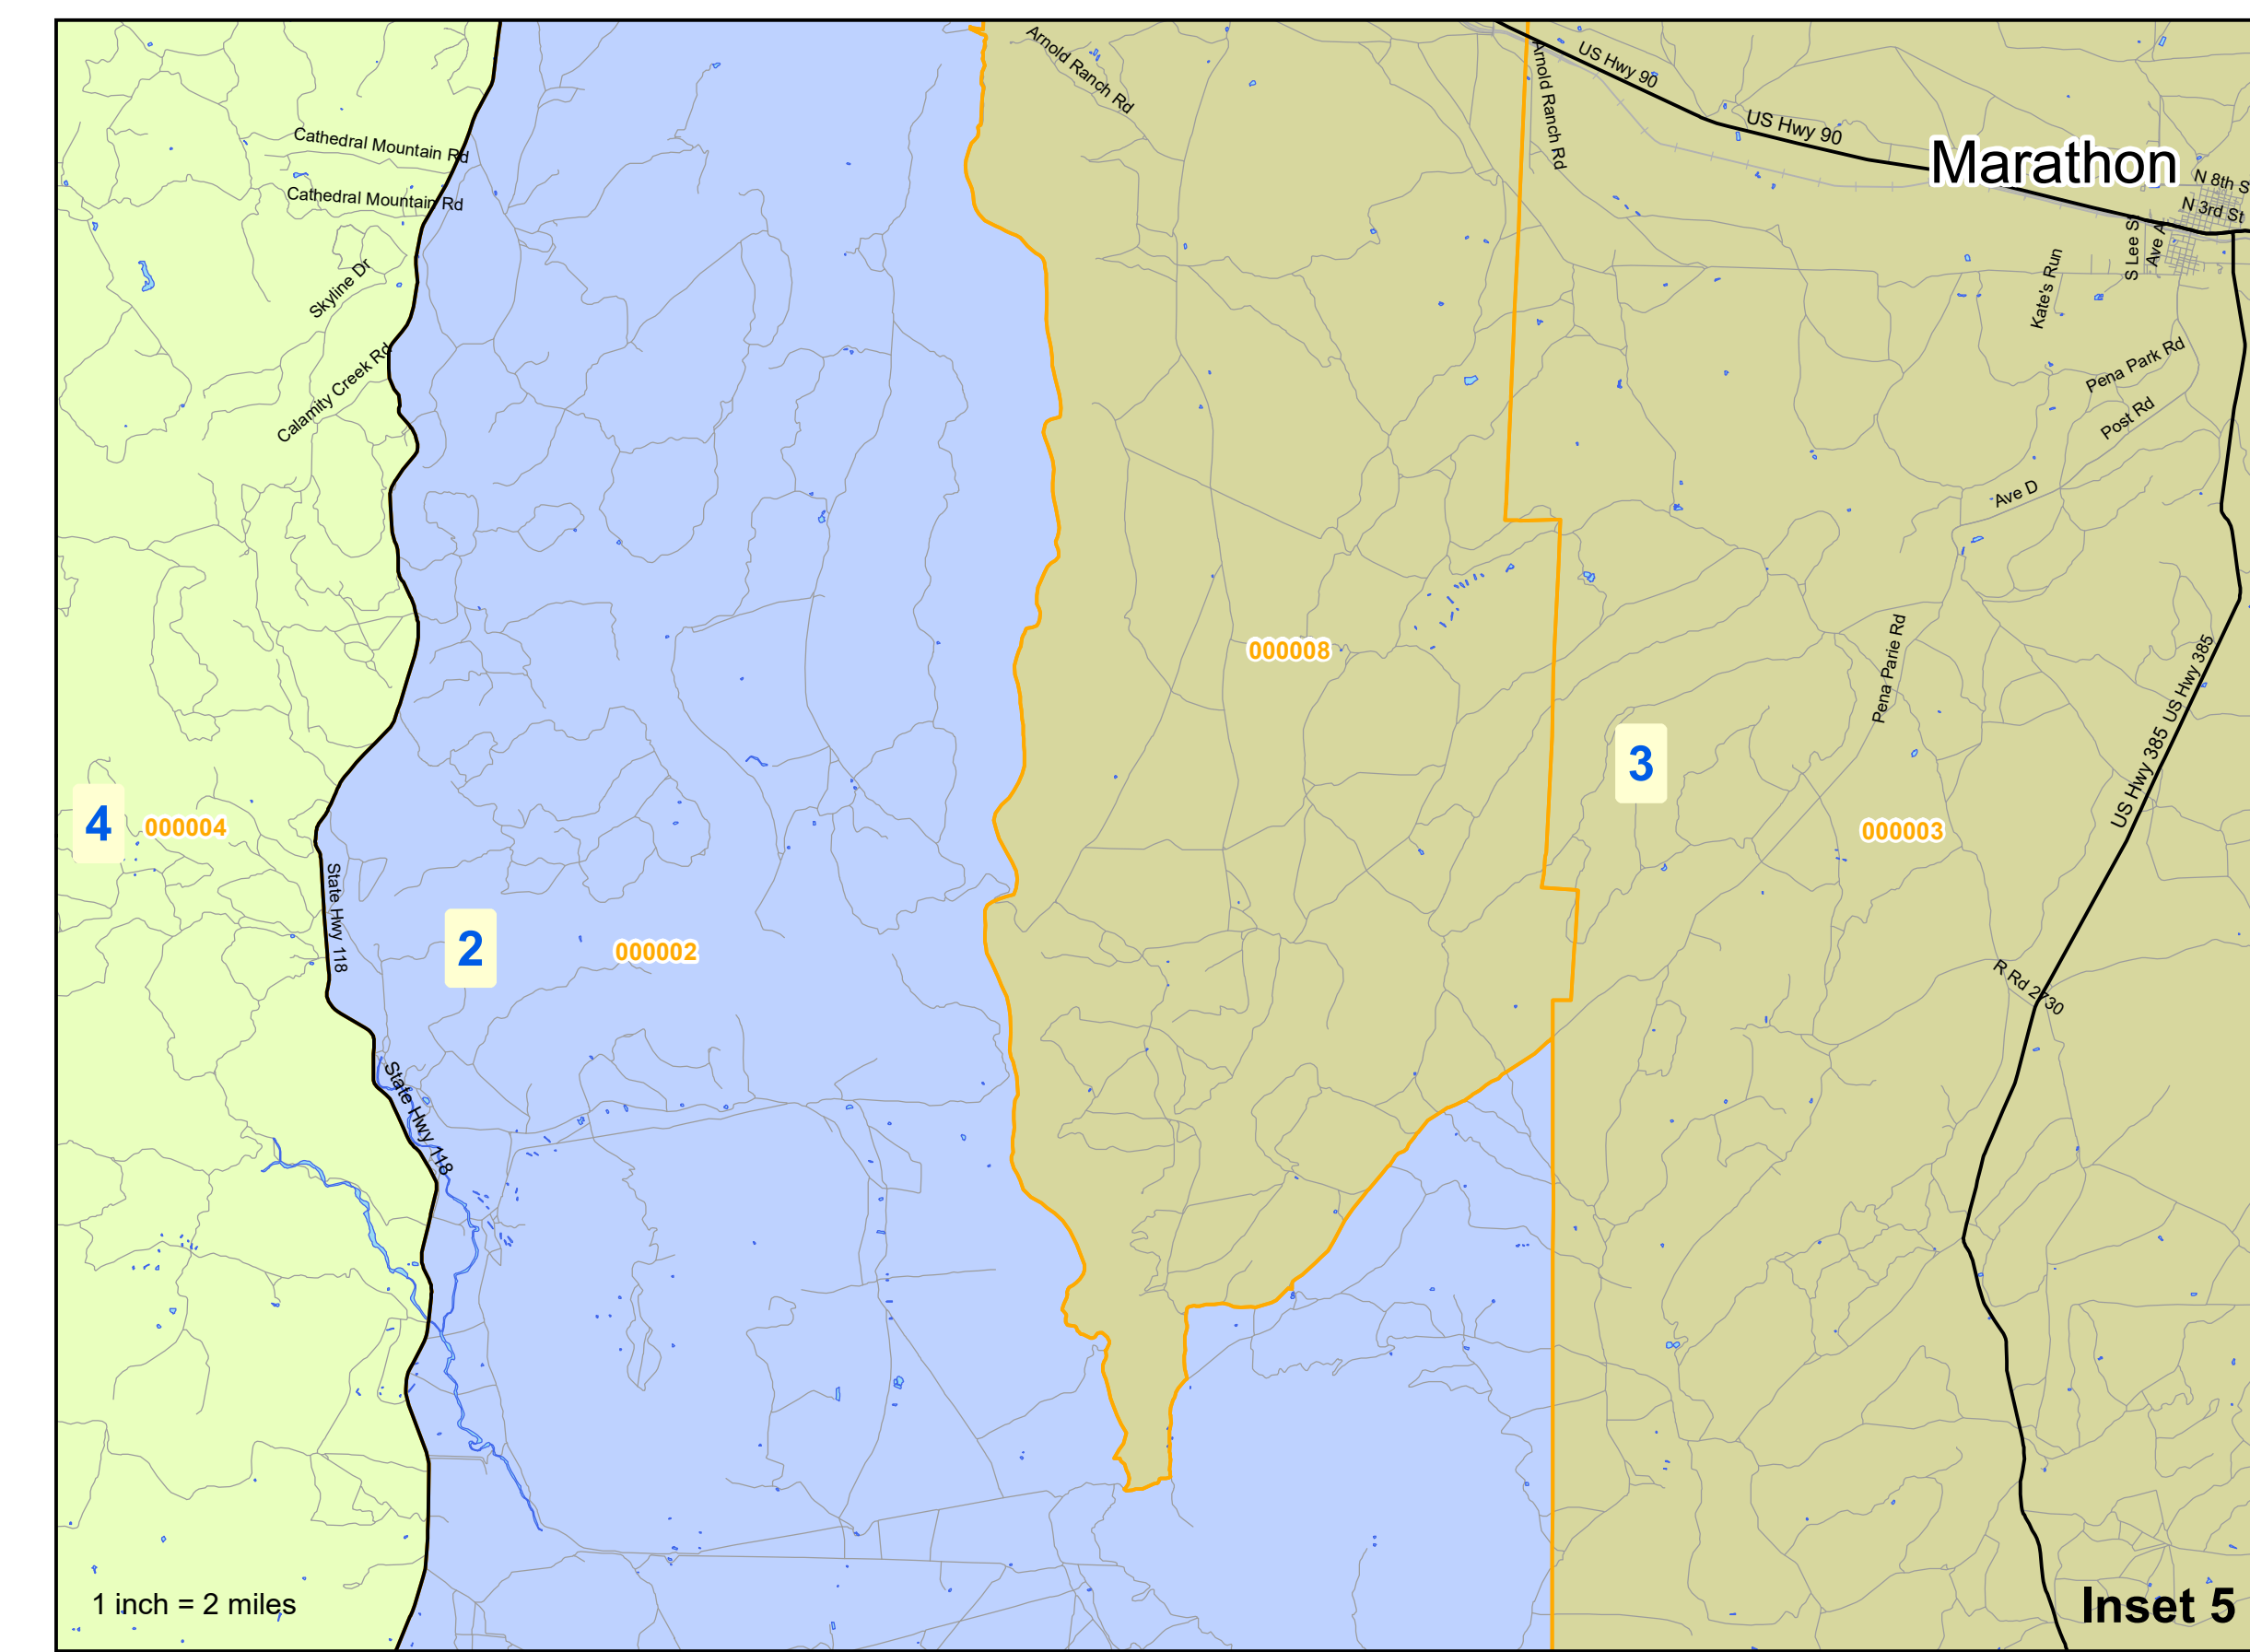 Arnold Ranch Rd
US Hwy 90
Arnold Ranch Rd
US Hwy 90
Marathon
Cathedral Mountain Rd
N 8th S
Cathedral Mountain Rd
N 3rd St
S Lee S
Ave A
Kate's Run
Skyline Dr
Calamity Creek Rd
Pena Park Rd
Post Rd
Ave D
000008
Pena Parie Rd
US Hwy 385
3
US Hwy 385
4
000004
000003
State Hwy 118
2
000002
R Rd 2730
State Hwy 118
1 inch = 2 miles
Inset 5